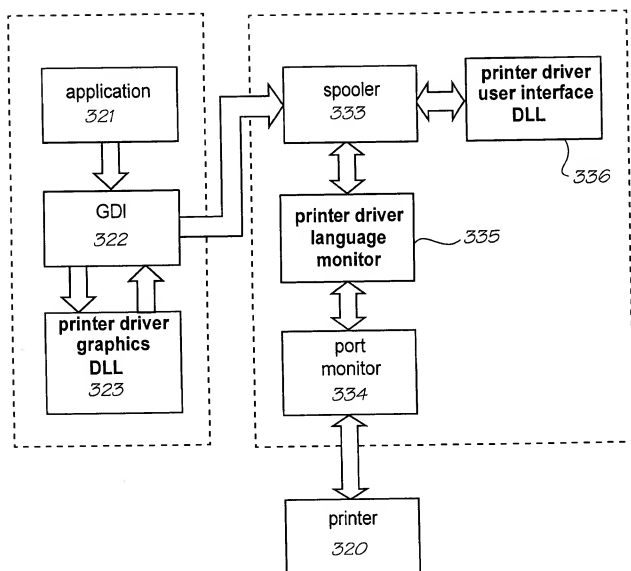 application
321
GDI
322
printer driver
graphics
DLL
323
spooler
333
printer driver
user interface
DLL
336
printer driver
language
monitor
335
port
monitor
334
printer
320